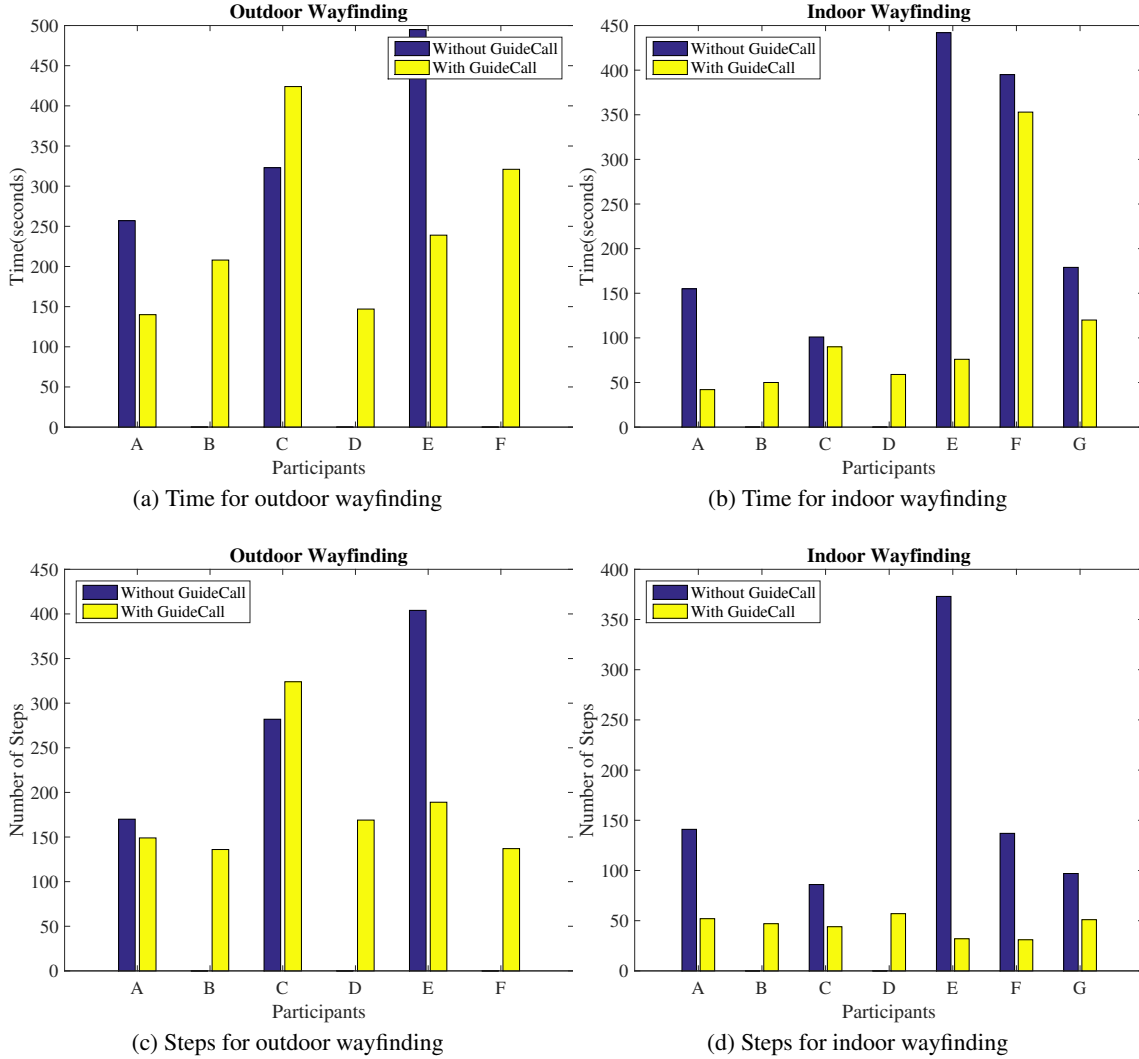 Outdoor Wayfinding
500
450
400
350
300
250
200
150
100
50
0
Time(seconds)
Without GuideCall
With GuideCall
A B C D E F
Participants
(a) Time for outdoor wayfinding
Indoor Wayfinding
450
400
350
300
250
200
150
100
50
0
Time(seconds)
Without GuideCall
With GuideCall
A B C D E F G
Participants
(b) Time for indoor wayfinding
Outdoor Wayfinding
450
400
350
300
250
200
150
100
50
0
Number of Steps
Without GuideCall
With GuideCall
A B C D E F
Participants
(c) Steps for outdoor wayfinding
Indoor Wayfinding
400
350
300
250
200
150
100
50
0
Number of Steps
Without GuideCall
With GuideCall
A B C D E F G
Participants
(d) Steps for indoor wayfinding